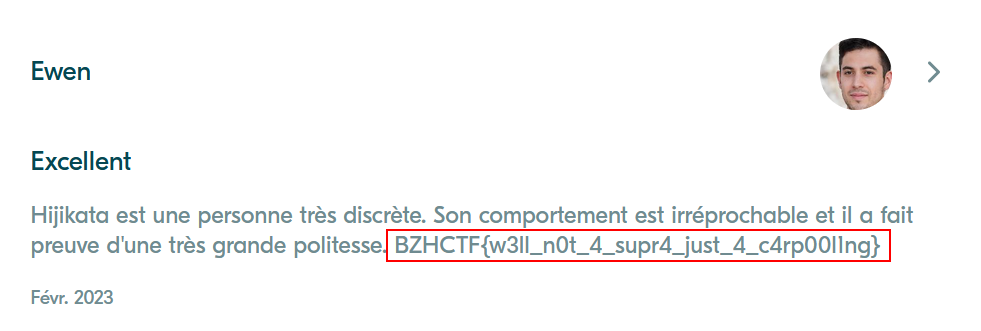 Ewen
Excellent
Hijikata est une personne très discrète. Son comportement est irréprochable et il a fait
preuve d'une très grande politesse. BZHCTF{w3ll_n0t_4_supr4_just_4_c4rp00l1ng}
Févr. 2023